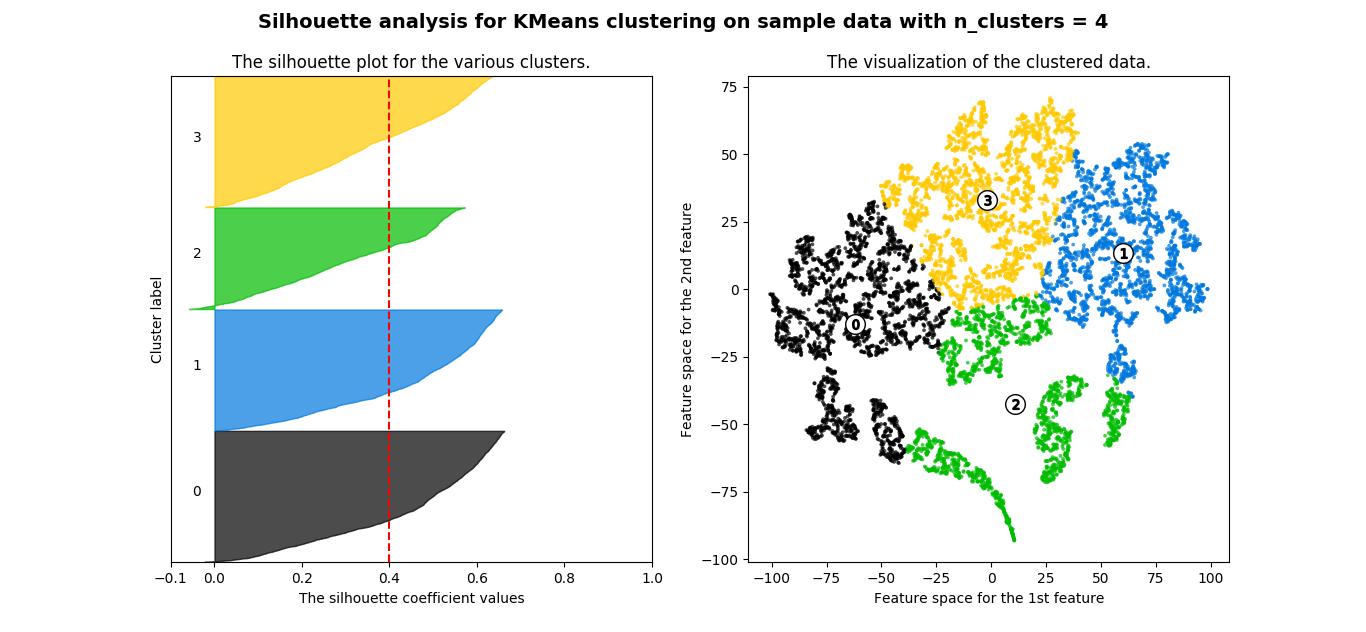 Silhouette analysis for KMeans clustering on sample data with n_clusters = 4
The silhouette plot for the various clusters.
Cluster label
3
2
1
0
−0.1 0.0 0.2 0.4 0.6 0.8 1.0
The silhouette coefficient values
The visualization of the clustered data.
Feature space for the 2nd feature
75
50
25
0
−25
−50
−75
−100
3
1
0
2
−100 −75 −50 −25 0 25 50 75 100
Feature space for the 1st feature